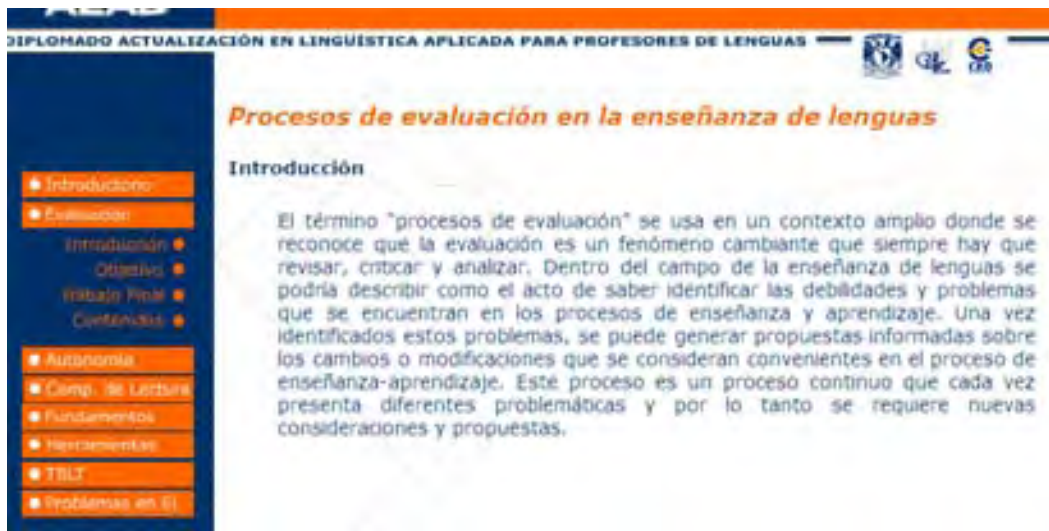 ALAD
DIPLOMADO ACTUALIZACIÓN EN LINGÜÍSTICA APLICADA PARA PROFESORES DE LENGUAS
Procesos de evaluación en la enseñanza de lenguas
Introducción
El término "procesos de evaluación" se usa en un contexto amplio donde se
reconoce que la evaluación es un fenómeno cambiante que siempre hay que
revisar, criticar y analizar. Dentro del campo de la enseñanza de lenguas se
podría describir como el acto de saber identificar las debilidades y problemas
que se encuentran en los procesos de enseñanza y aprendizaje. Una vez
identificados estos problemas, se puede generar propuestas informadas sobre
los cambios o modificaciones que se consideran convenientes en el proceso de
enseñanza-aprendizaje. Este proceso es un proceso continuo que cada vez
presenta diferentes problemáticas y por lo tanto se requiere nuevas
consideraciones y propuestas.
Introductorio
Evaluación
Introducción
Objetivo
Trabajo Final
Contenidos
Autonomía
Comp. de Lectura
Fundamentos
Herramientas
TBLT
Problemas en EL